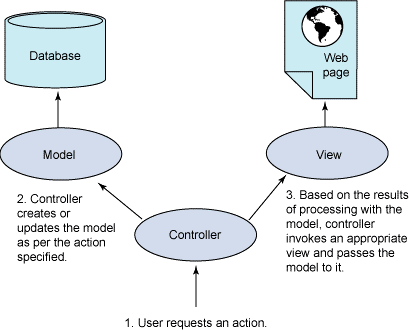 Database
Web
page
Model
View
2. Controller
creates or
updates the model
as per the action
specified.
3. Based on the results
of processing with the
model, controller
invokes an appropriate
view and passes the
model to it.
Controller
1. User requests an action.